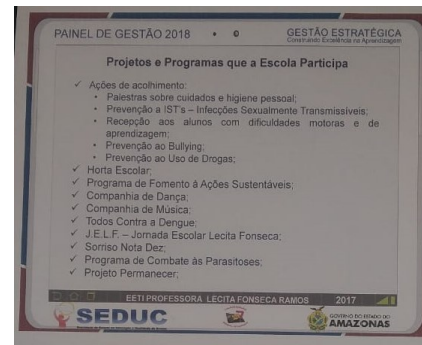 PAINEL DE GESTÃO 2018
GESTÃO ESTRATÉGICA
Construindo Excelência na Aprendizagem
Projetos e Programas que a Escola Participa
✓ Ações de acolhimento:
• Palestras sobre cuidados e higiene pessoal;
• Prevenção a IST's – Infecções Sexualmente Transmissíveis;
• Recepção aos alunos com dificuldades motoras e de
aprendizagem;
• Prevenção ao Bullying;
• Prevenção ao Uso de Drogas;
✓ Horta Escolar;
✓ Programa de Fomento á Ações Sustentáveis;
✓ Companhia de Dança;
✓ Companhia de Música;
✓ Todos Contra a Dengue;
✓ J.E.L.F. – Jornada Escolar Lecita Fonseca;
✓ Sorriso Nota Dez;
✓ Programa de Combate às Parasitoses;
✓ Projeto Permanecer;
EETI PROFESSORA LECITA FONSECA RAMOS 2017
SEDUC
GOVERNO DO ESTADO DO
AMAZONAS